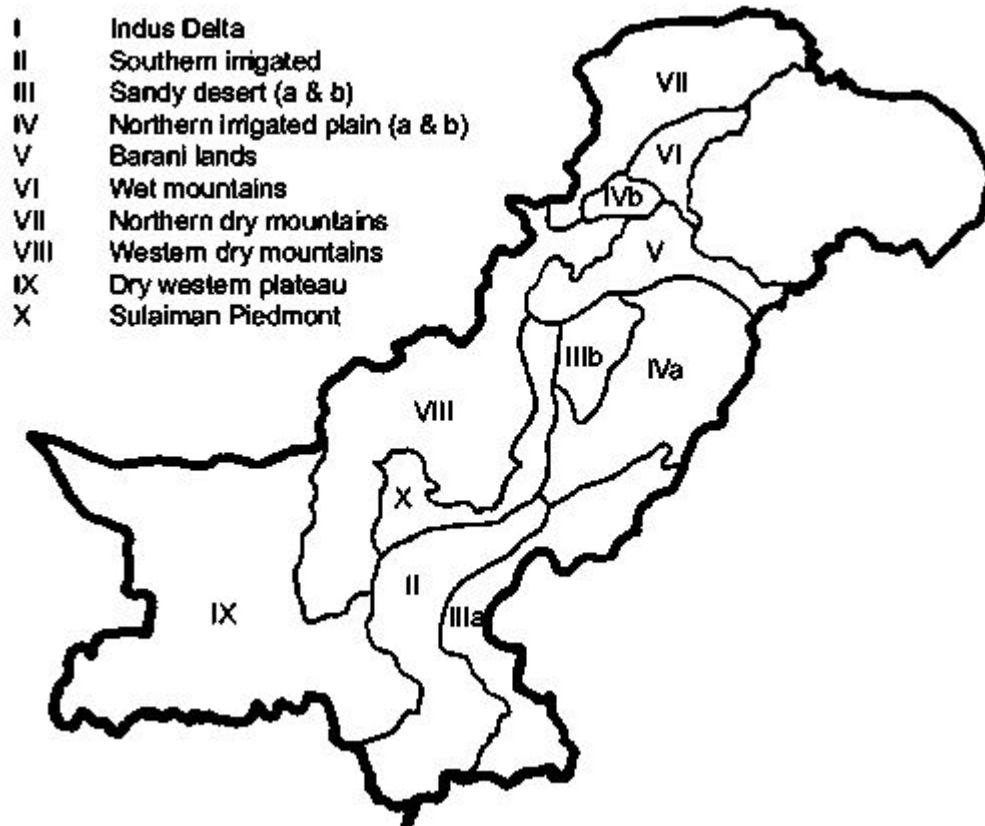 I Indus Delta
II Southern irrigated
III Sandy desert (a & b)
IV Northern irrigated plain (a & b)
V Barani lands
VI Wet mountains
VII Northern dry mountains
VIII Western dry mountains
IX Dry western plateau
X Sulaiman Piedmont
VII
VI
IVb
V
IIIb
IVa
VIII
X
II
IX
IIIa